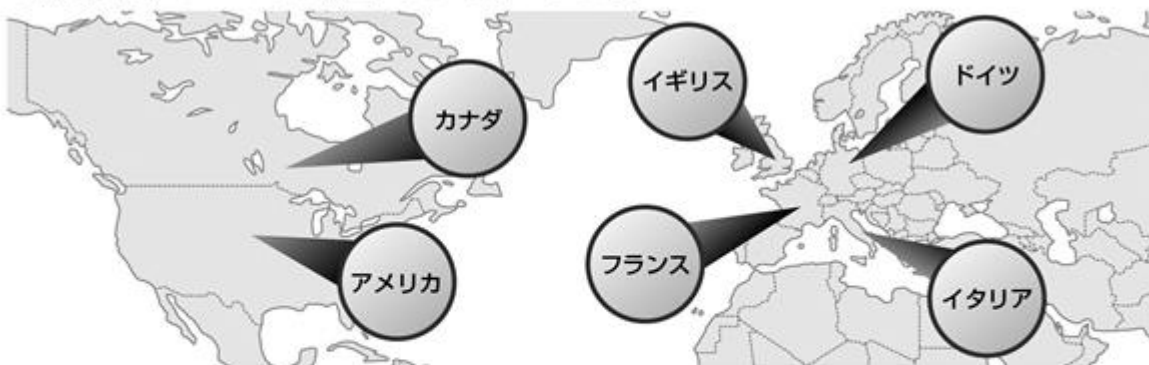 イギリス
ドイツ
カナダ
フランス
アメリカ
イタリア